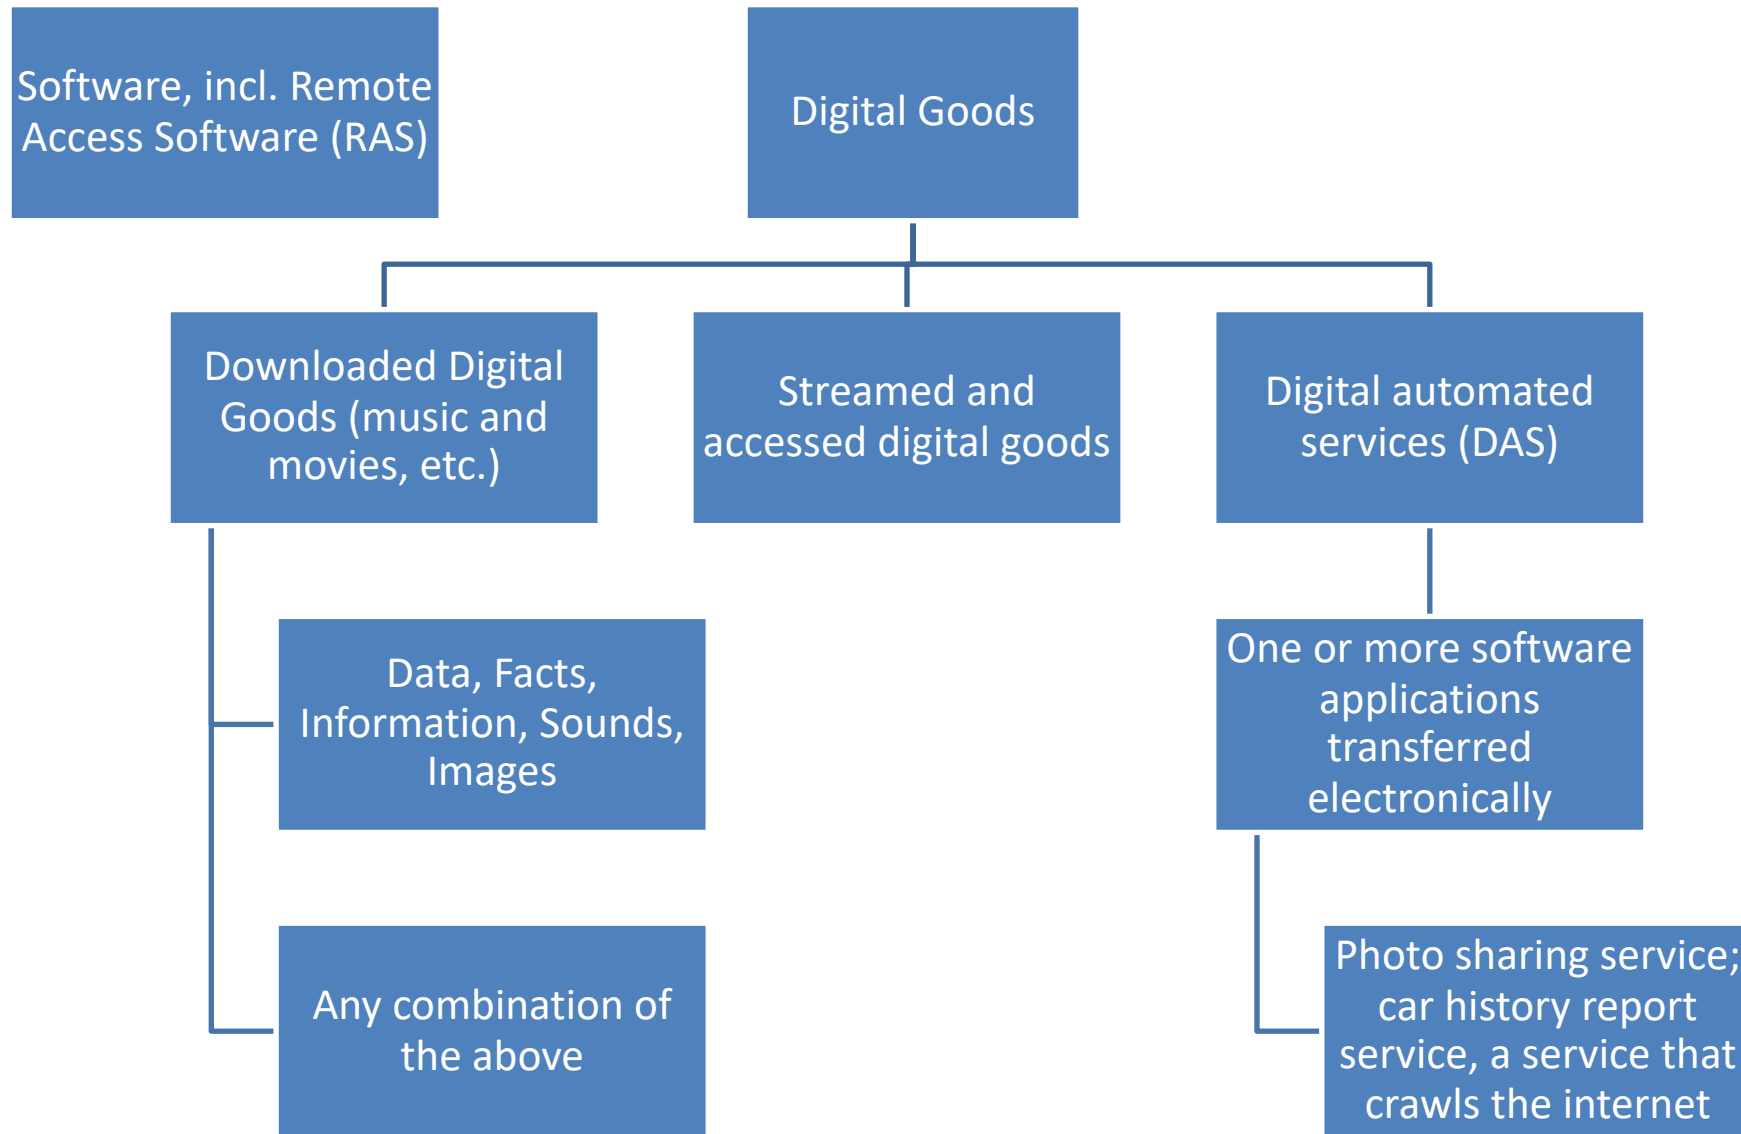 Software, incl. Remote
Access Software (RAS)
Digital Goods
Downloaded Digital
Goods (music and
movies, etc.)
Streamed and
accessed digital goods
Digital automated
services (DAS)
Data, Facts,
Information, Sounds,
Images
One or more software
applications
transferred
electronically
Any combination of
the above
Photo sharing service;
car history report
service, a service that
crawls the internet